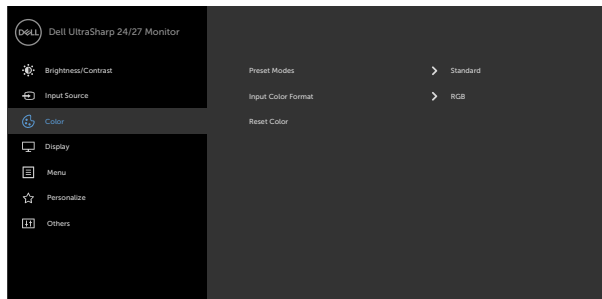 DELL Dell UltraSharp 24/27 Monitor
Brightness/Contrast
Input Source
Color
Display
Menu
Personalize
Others
Preset Modes Standard
Input Color Format RGB
Reset Color